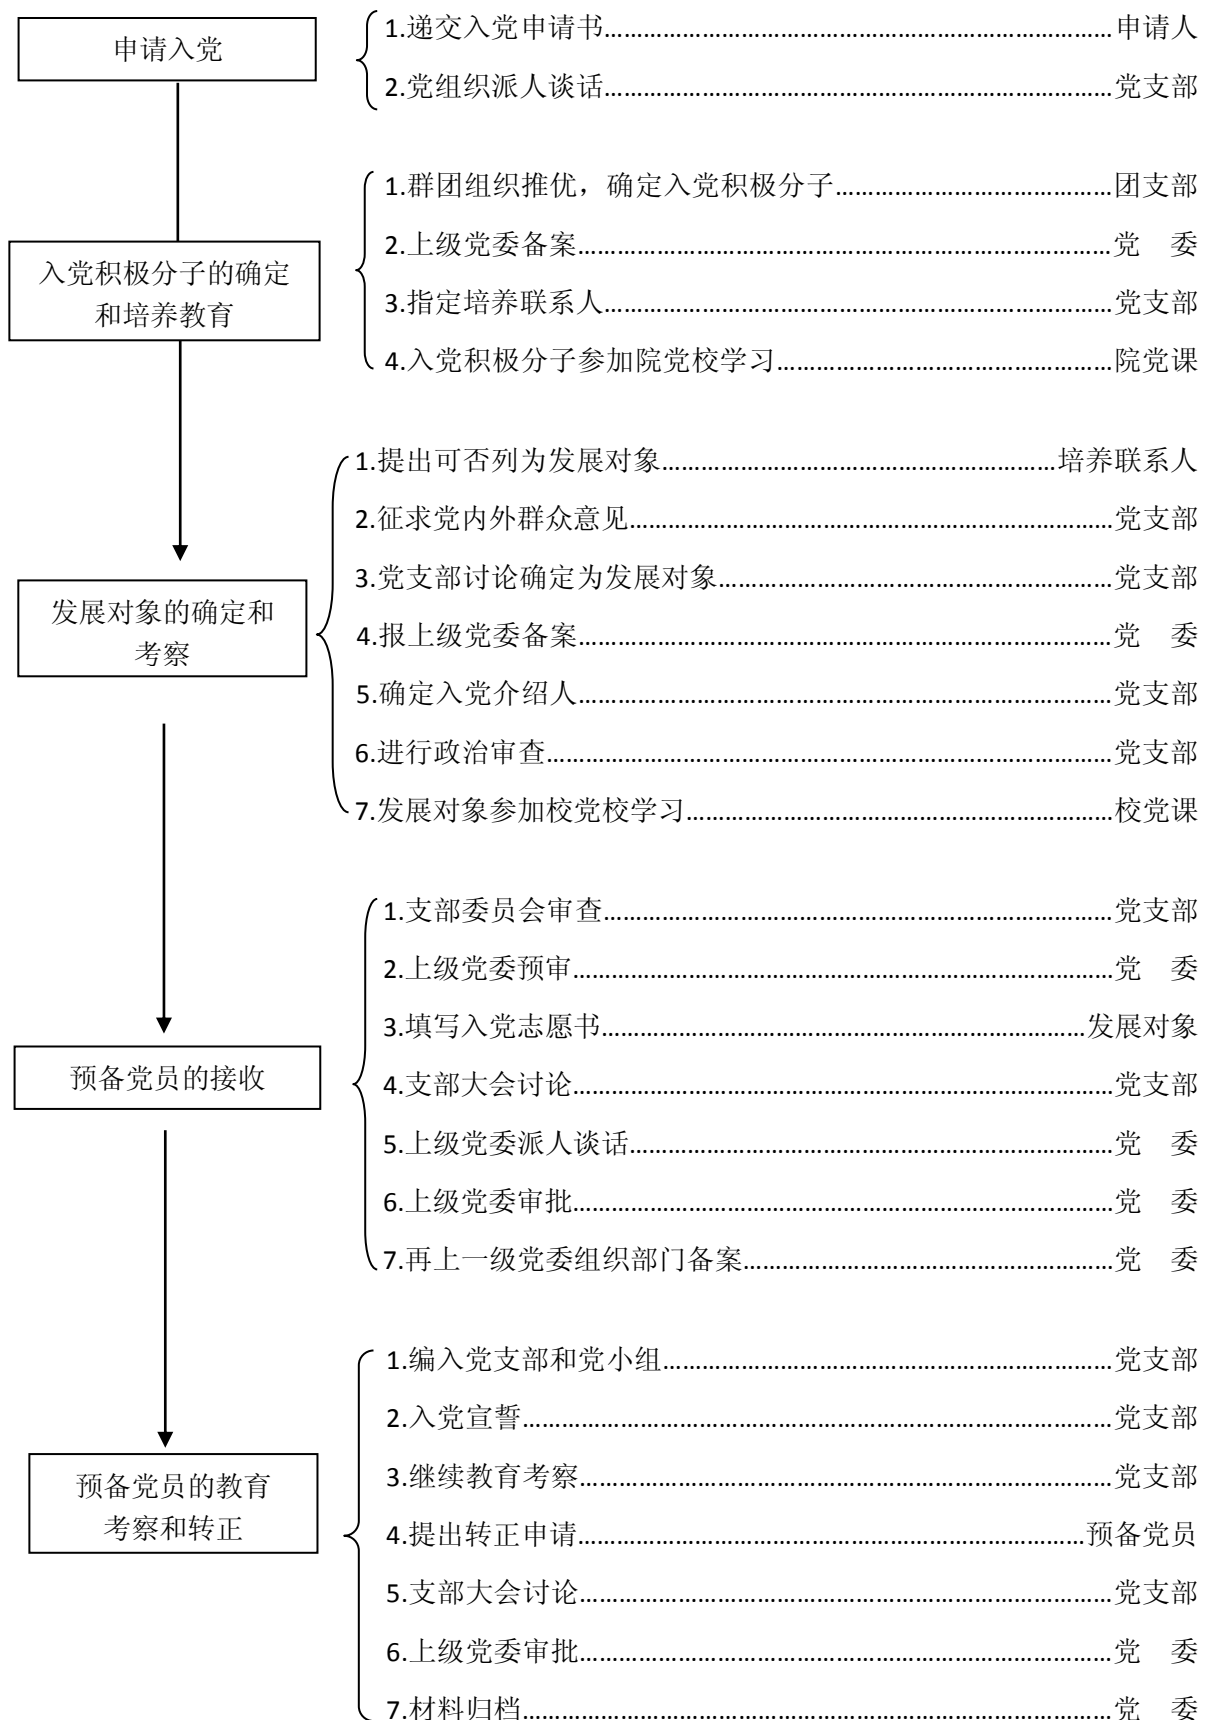 申请入党
1.递交入党申请书……………………………………………………申请人
2.党组织派人谈话……………………………………………………党支部
入党积极分子的确定
和培养教育
1.群团组织推优，确定入党积极分子……………………………团支部
2.上级党委备案………………………………………………………党　委
3.指定培养联系人……………………………………………………党支部
4.入党积极分子参加院党校学习…………………………………院党课
发展对象的确定和
考察
1.提出可否列为发展对象…………………………………………培养联系人
2.征求党内外群众意见………………………………………………党支部
3.党支部讨论确定为发展对象………………………………………党支部
4.报上级党委备案……………………………………………………党　委
5.确定入党介绍人……………………………………………………党支部
6.进行政治审查………………………………………………………党支部
7.发展对象参加校党校学习…………………………………………校党课
预备党员的接收
1.支部委员会审查……………………………………………………党支部
2.上级党委预审………………………………………………………党　委
3.填写入党志愿书…………………………………………………发展对象
4.支部大会讨论………………………………………………………党支部
5.上级党委派人谈话…………………………………………………党　委
6.上级党委审批………………………………………………………党　委
7.再上一级党委组织部门备案………………………………………党　委
预备党员的教育
考察和转正
1.编入党支部和党小组………………………………………………党支部
2.入党宣誓……………………………………………………………党支部
3.继续教育考察………………………………………………………党支部
4.提出转正申请……………………………………………………预备党员
5.支部大会讨论………………………………………………………党支部
6.上级党委审批………………………………………………………党　委
7.材料归档……………………………………………………………党　委